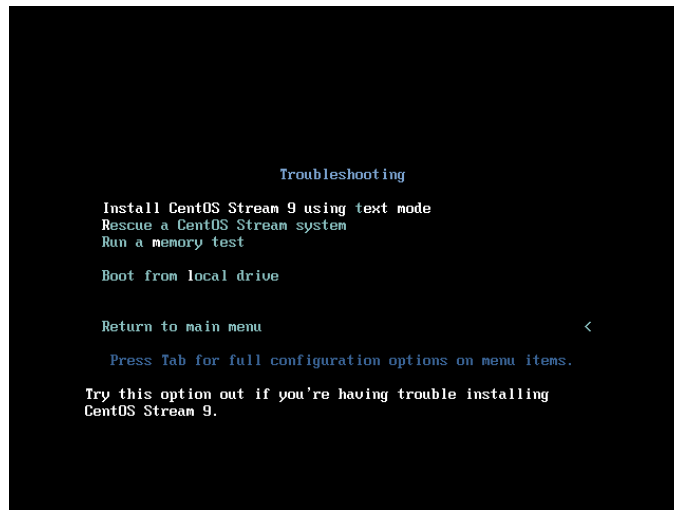 Troubleshooting
Install CentOS Stream 9 using text mode
Rescue a CentOS Stream system
Run a memory test
Boot from local drive
Return to main menu <
Press Tab for full configuration options on menu items.
Try this option out if you're having trouble installing
CentOS Stream 9.